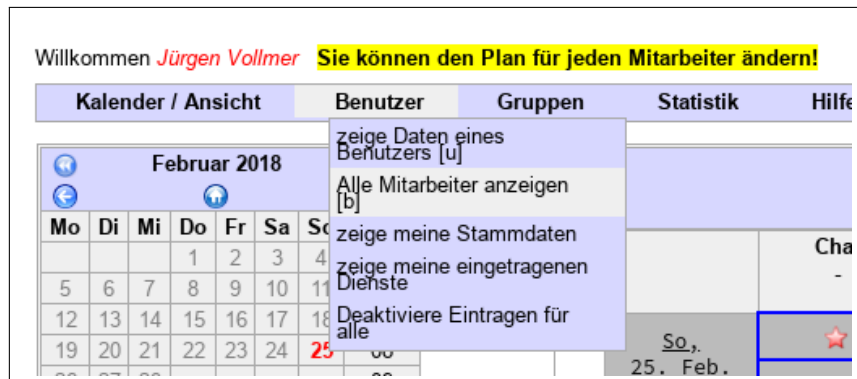 Willkommen Jürgen Vollmer Sie können den Plan für jeden Mitarbeiter ändern!
Kalender / Ansicht Benutzer Gruppen Statistik Hilfe
zeige Daten eines
Benutzers [u]
Alle Mitarbeiter anzeigen
[b]
zeige meine Stammdaten
zeige meine eingetragenen
Dienste
Deaktiviere Eintragen für
alle
Februar 2018
Mo Di Mi Do Fr Sa
1 2 3 4
5 6 7 8 9 10 11
12 13 14 15 16 17 18
19 20 21 22 23 24 25
Cha
-
So,
25. Feb.